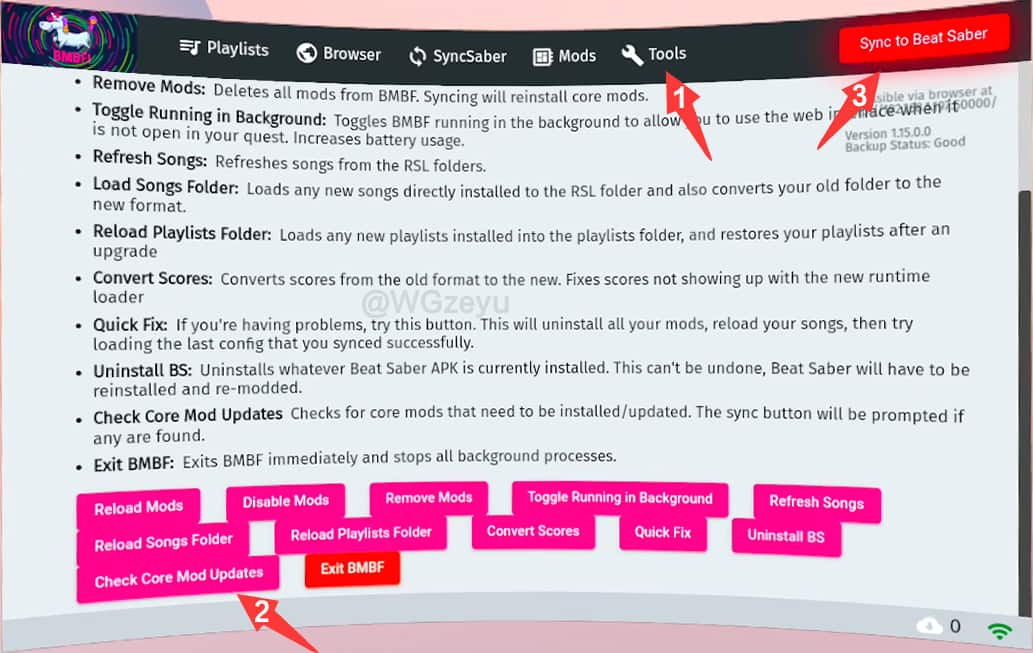 BMBF
Playlists
Browser
SyncSaber
Mods
Tools
Sync to Beat Saber
1
3
Remove Mods: Deletes all mods from BMBF. Syncing will reinstall core mods.
Toggle Running in Background: Toggles BMBF running in the background to allow you to use the web interface when it
is not open in your quest. Increases battery usage.
browser at
Version 1.15.0.0
Backup Status: Good
Refresh Songs: Refreshes songs from the RSL folders.
Load Songs Folder: Loads any new songs directly installed to the RSL folder and also converts your old folder to the
new format.
Reload Playlists Folder: Loads any new playlists installed into the playlists folder, and restores your playlists after an
upgrade
Convert Scores: Converts scores from the old format to the new. Fixes scores not showing up with the new runtime
loader
@WGzeyu
Quick Fix: If you're having problems, try this button. This will uninstall all your mods, reload your songs, then try
loading the last config that you synced successfully.
Uninstall BS: Uninstalls whatever Beat Saber APK is currently installed. This can't be undone, Beat Saber will have to be
reinstalled and re-modded.
Check Core Mod Updates Checks for core mods that need to be installed/updated. The sync button will be prompted if
any are found.
Exit BMBF: Exits BMBF immediately and stops all background processes.
Reload Mods
Disable Mods
Remove Mods
Toggle Running in Background
Refresh Songs
Reload Songs Folder
Reload Playlists Folder
Convert Scores
Quick Fix
Uninstall BS
Check Core Mod Updates
Exit BMBF
2
0